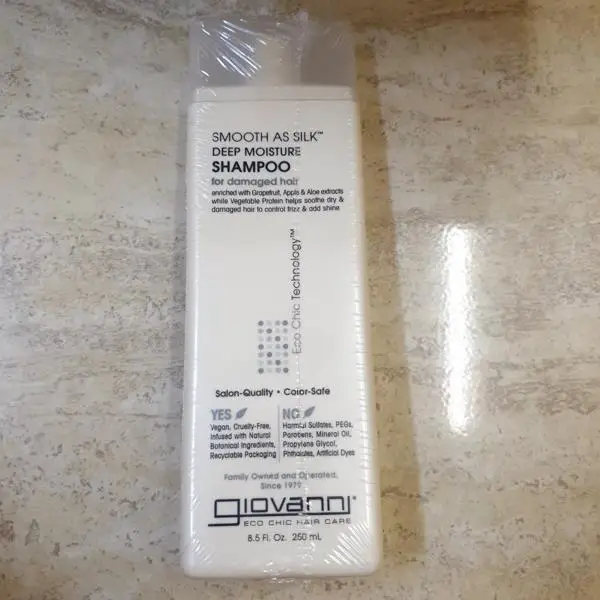 SMOOTH AS SILK™
DEEP MOISTURE
SHAMPOO
for damaged hair
enriched with Grapefruit, Apple & Aloe extracts
while Vegetable Protein helps soothe dry &
damaged hair to control frizz & add shine
Eco Chic Technology™
Salon-Quality • Color-Safe
YES
Vegan, Cruelty-Free,
Infused with Natural
Botanical Ingredients,
Recyclable Packaging
NO
Harmful Sulfates, PEGs,
Parabens, Mineral Oil,
Propylene Glycol,
Phthalates, Artificial Dyes
Family Owned and Operated,
Since 1979
giovanni®
ECO CHIC HAIR CARE
8.5 Fl. Oz. 250 mL